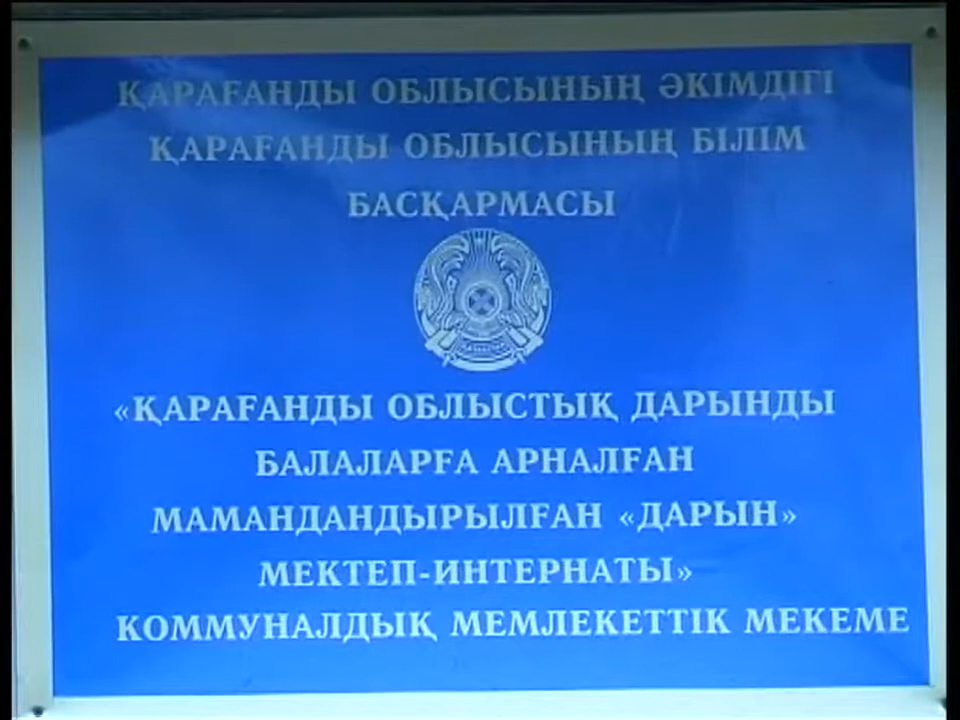 ҚАРАҒАНДЫ ОБЛЫСЫНЫҢ ӘКІМДІГІ
ҚАРАҒАНДЫ ОБЛЫСЫНЫҢ БІЛІМ
БАСҚАРМАСЫ
«ҚАРАҒАНДЫ ОБЛЫСТЫҚ ДАРЫНДЫ
БАЛАЛАРҒА АРНАЛҒАН
МАМАНДАНДЫРЫЛҒАН «ДАРЫН»
МЕКТЕП-ИНТЕРНАТЫ»
КОММУНАЛДЫҚ МЕМЛЕКЕТТІК МЕКЕМЕ